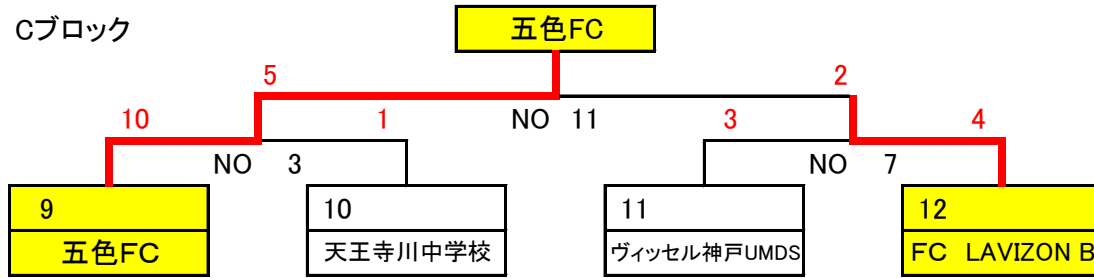 Cブロック
五色FC
5 2
10 1 NO 11 3 4
NO 3 NO 7
9 10 11 12
五色FC 天王寺川中学校 ヴィッセル神戸UMDS FC LAVIZON B